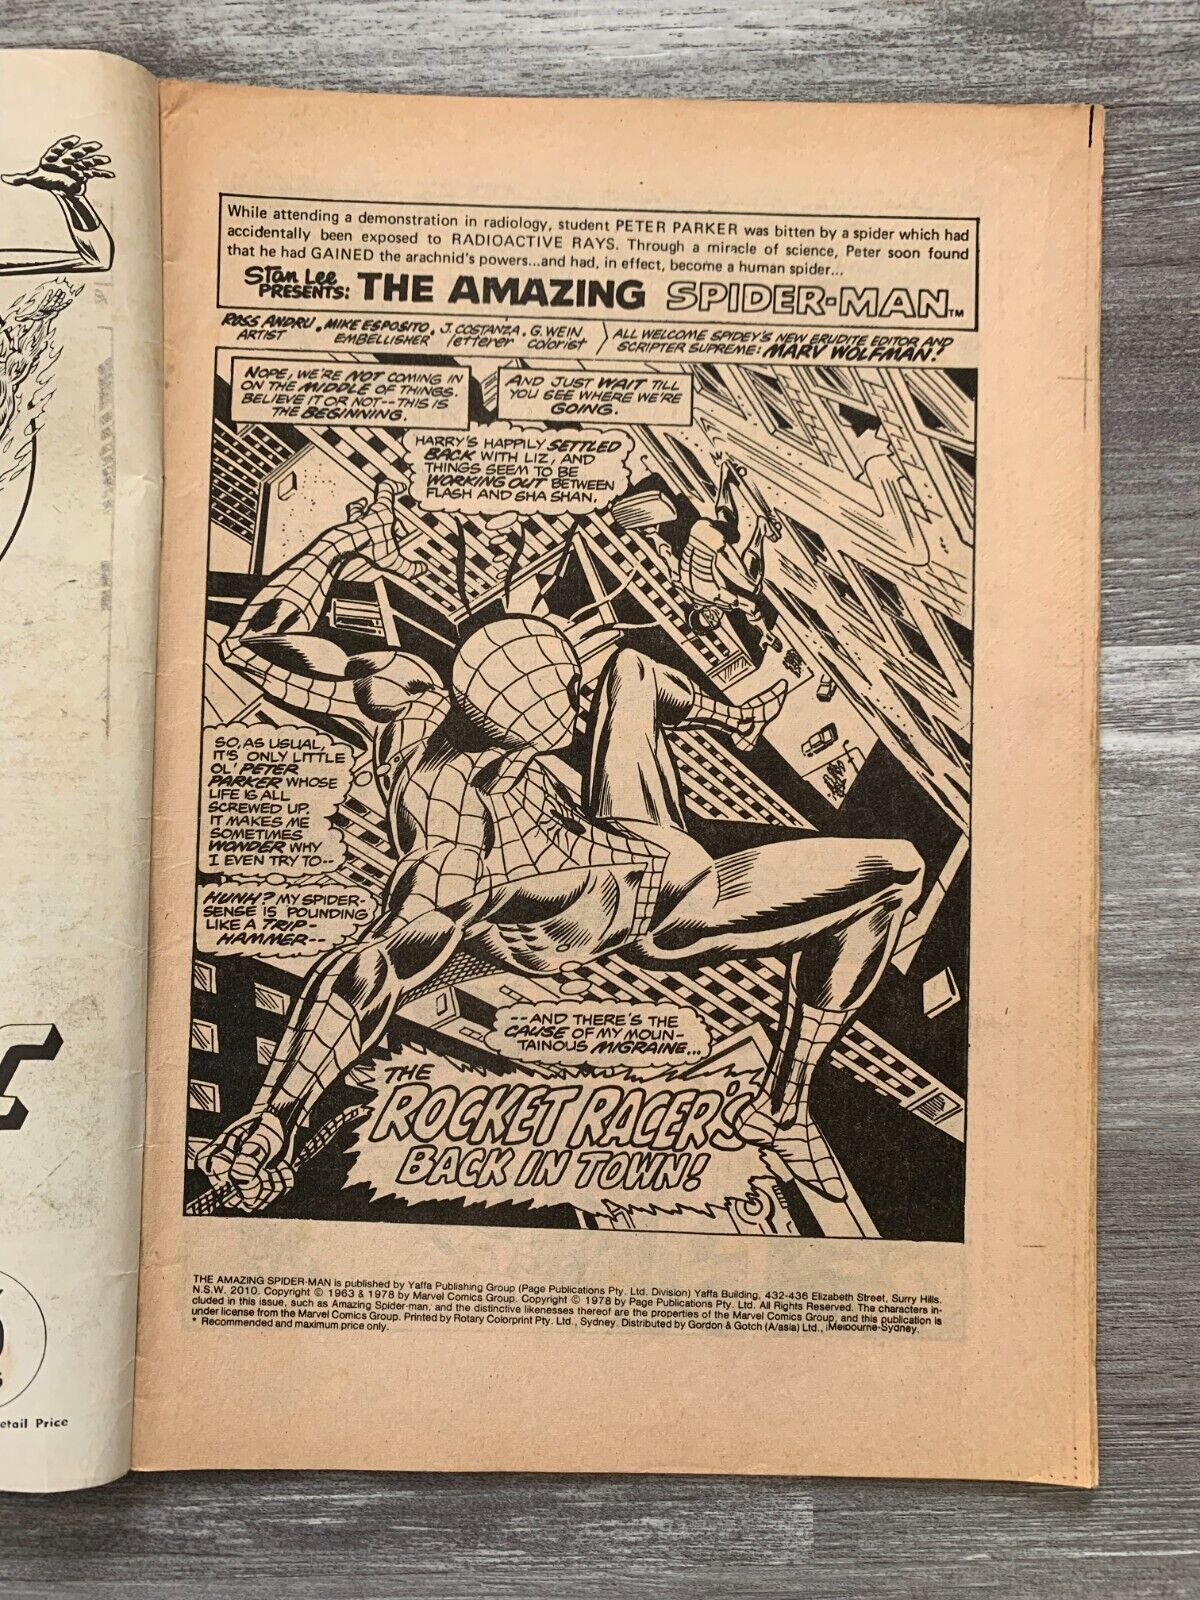 While attending a demonstration in radiology, student PETER PARKER was bitten by a spider which had
accidentally been exposed to RADIOACTIVE RAYS. Through a miracle of science, Peter soon found
that he had GAINED the arachnid's powers...and had, in effect, become a human spider...
Stan Lee
PRESENTS: THE AMAZING SPIDER-MAN™
ROSS ANDRU • MIKE ESPOSITO • J. COSTANZA • G. WEIN
ARTIST EMBELLISHER letterer colorist
ALL WELCOME SPIDEY'S NEW ERUDITE EDITOR AND
SCRIPTER SUPREME: MARV WOLFMAN!
NOPE, WE'RE NOT COMING IN
ON THE MIDDLE OF THINGS.
BELIEVE IT OR NOT--THIS IS
THE BEGINNING.
AND JUST WAIT TILL
YOU SEE WHERE WE'RE
GOING.
HARRY'S HAPPILY SETTLED
BACK WITH LIZ, AND
THINGS SEEM TO BE
WORKING OUT BETWEEN
FLASH AND SHA SHAN.
SO, AS USUAL,
IT'S ONLY LITTLE
OL' PETER
PARKER WHOSE
LIFE IS ALL
SCREWED UP.
IT MAKES ME
SOMETIMES
WONDER WHY
I EVEN TRY TO--
HUNH? MY SPIDER-
SENSE IS POUNDING
LIKE A TRIP-
HAMMER--
--AND THERE'S THE
CAUSE OF MY MOUN-
TAINOUS MIGRAINE...
THE
ROCKET RACER'S
BACK IN TOWN!
THE AMAZING SPIDER-MAN is published by Yaffa Publishing Group (Page Publications Pty. Ltd. Division) Yaffa Building, 432-436 Elizabeth Street, Surry Hills.
N.S.W. 2010. Copyright © 1963 & 1978 by Marvel Comics Group. Copyright © 1978 by Page Publications Pty. Ltd. All Rights Reserved. The characters in-
cluded in this issue, such as Amazing Spider-man, and the distinctive likenesses thereof are the properties of the Marvel Comics Group, and this publication is
under license from the Marvel Comics Group. Printed by Rotary Colorprint Pty. Ltd., Sydney. Distributed by Gordon & Gotch (A/asia) Ltd., Melbourne-Sydney.
* Recommended and maximum price only.
etail Price